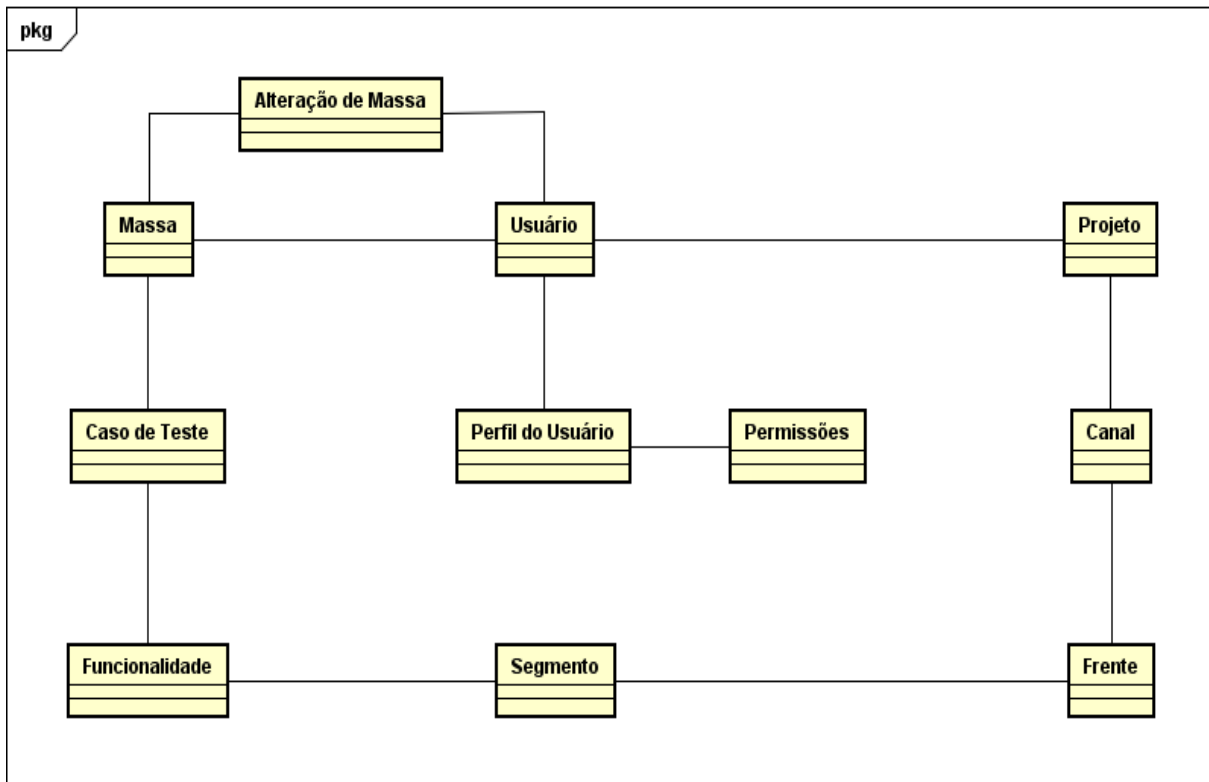 pkg
Alteração de Massa
Massa
Usuário
Projeto
Caso de Teste
Perfil do Usuário
Permissões
Canal
Funcionalidade
Segmento
Frente